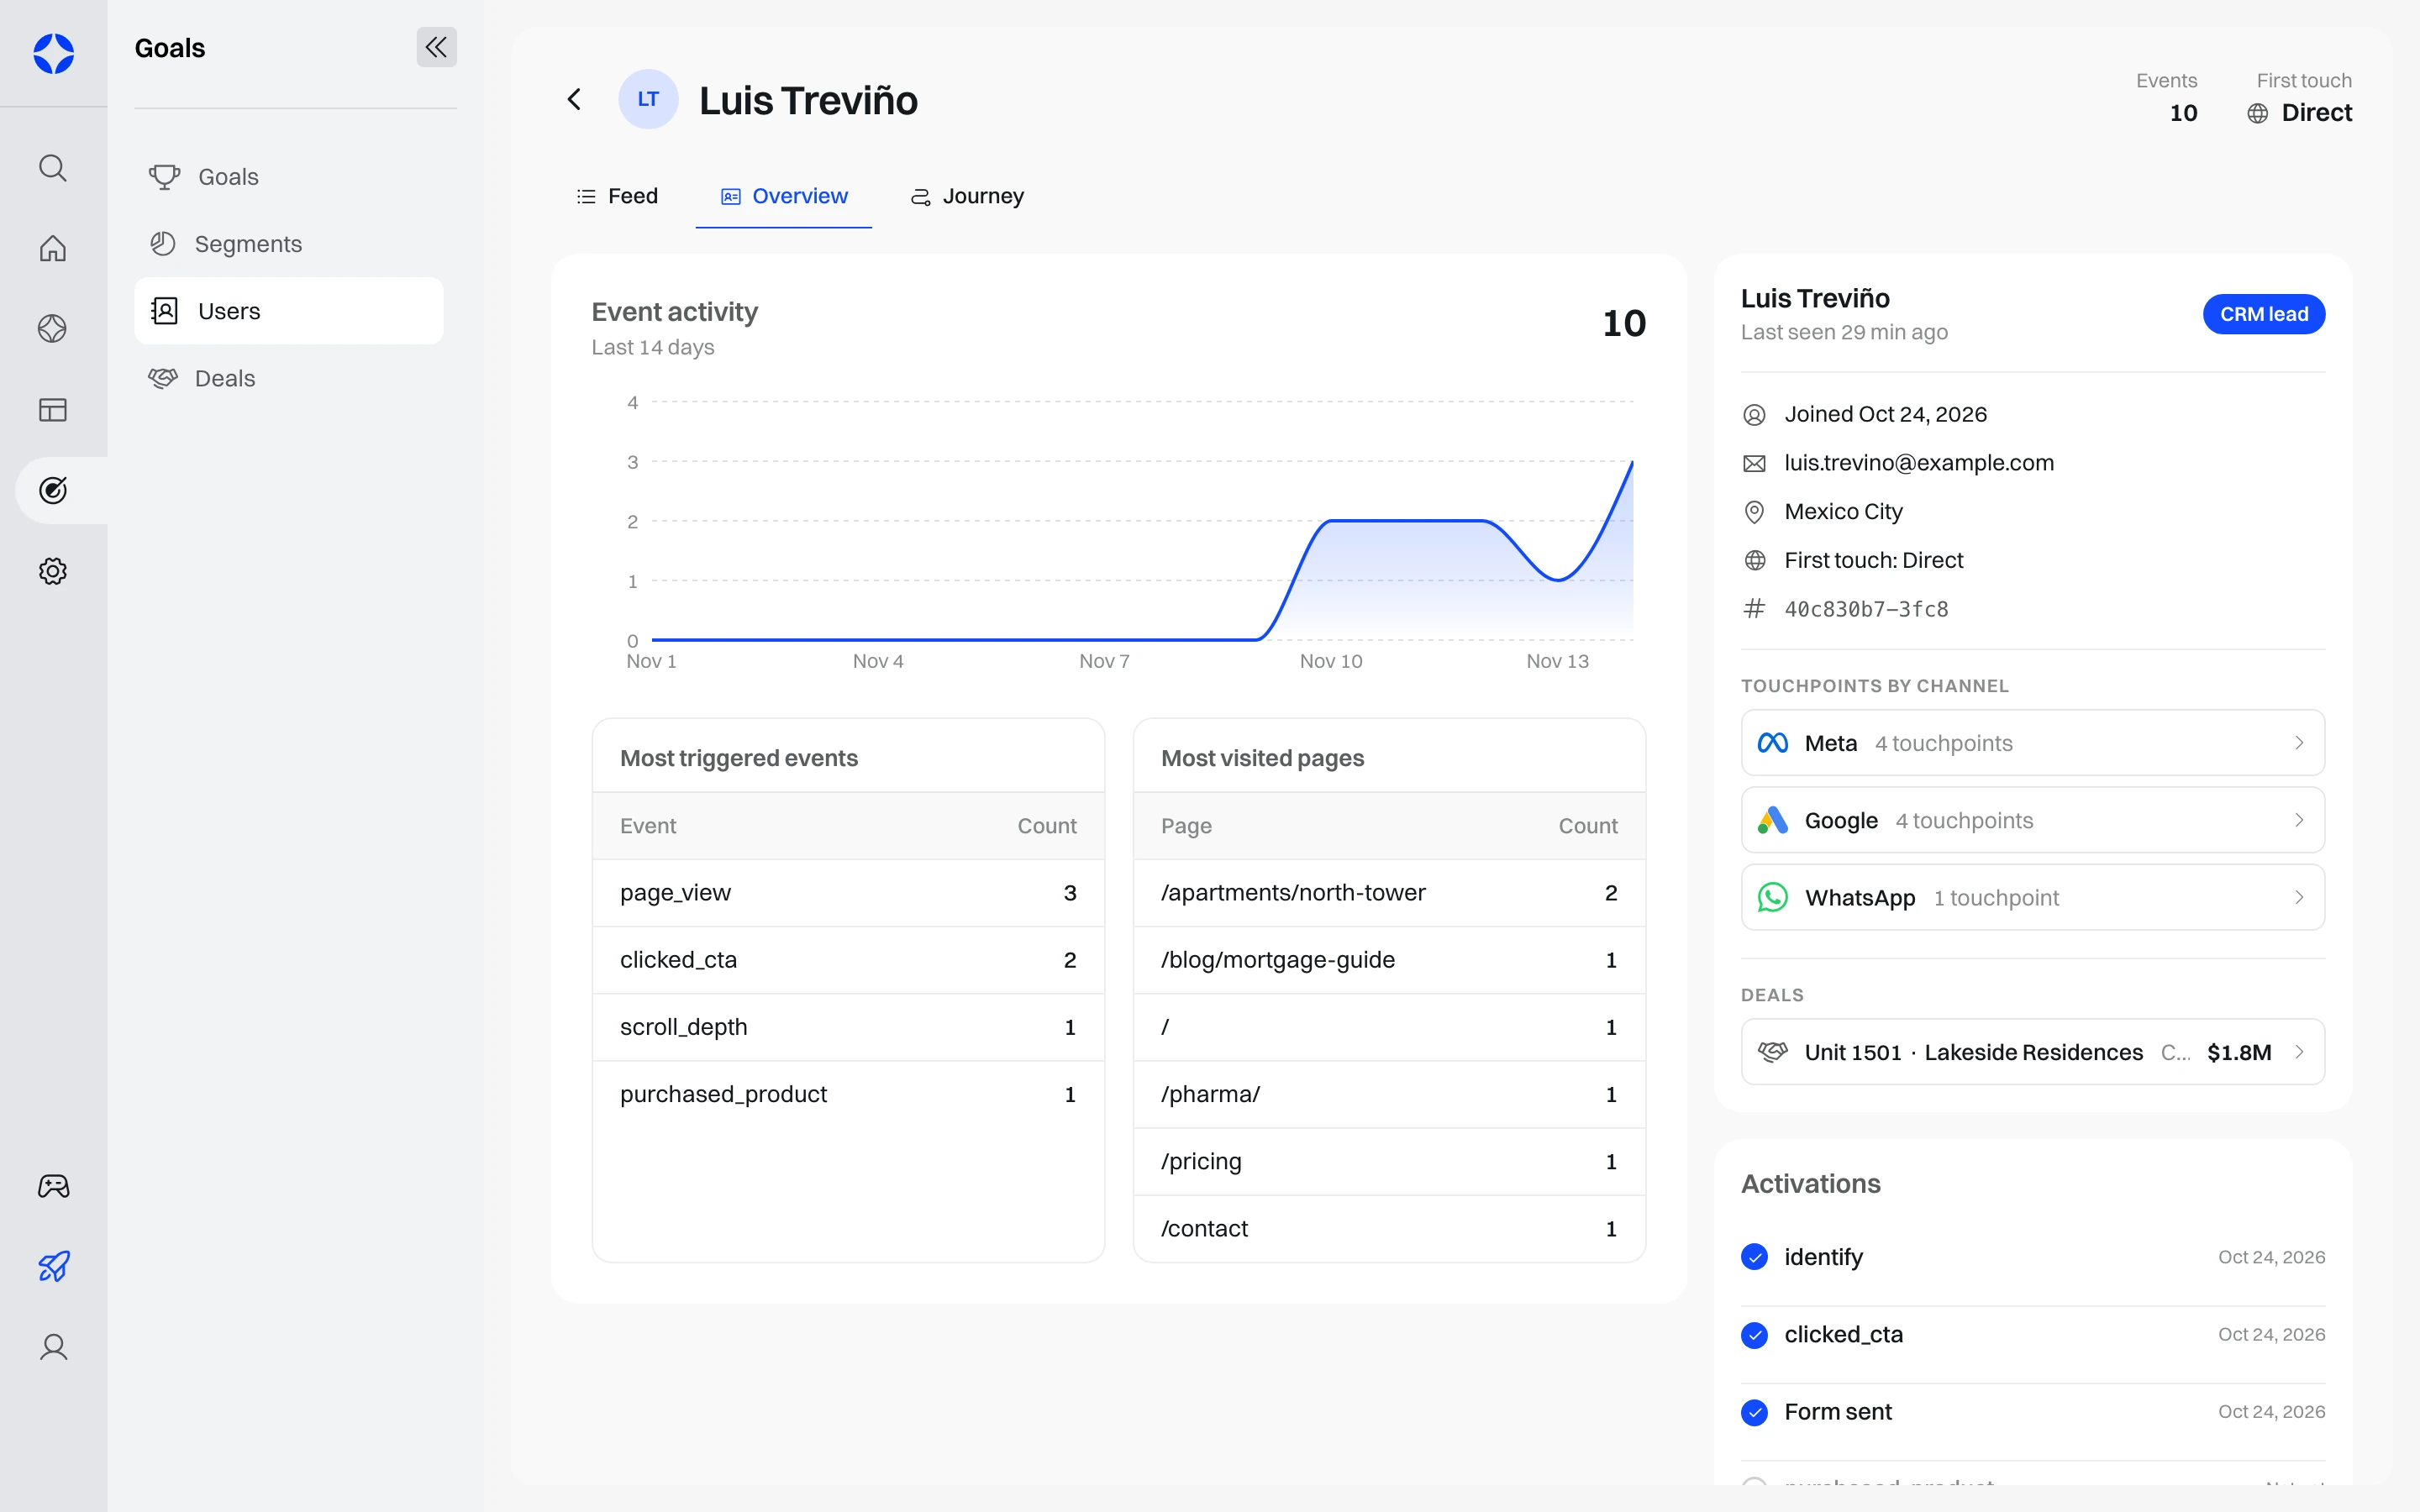 Goals
Goals
Segments
Users
Deals
LT
Luis Treviño
Events
10
First touch
Direct
Feed
Overview
Journey
Event activity
Last 14 days
10
4
3
2
1
0
Nov 1
Nov 4
Nov 7
Nov 10
Nov 13
Most triggered events
Event Count
page_view 3
clicked_cta 2
scroll_depth 1
purchased_product 1
Most visited pages
Page Count
/apartments/north-tower 2
/blog/mortgage-guide 1
/ 1
/pharma/ 1
/pricing 1
/contact 1
Luis Treviño
Last seen 29 min ago
CRM lead
Joined Oct 24, 2026
luis.trevino@example.com
Mexico City
First touch: Direct
40c830b7-3fc8
TOUCHPOINTS BY CHANNEL
Meta 4 touchpoints
Google 4 touchpoints
WhatsApp 1 touchpoint
DEALS
Unit 1501 · Lakeside Residences C... $1.8M
Activations
identify Oct 24, 2026
clicked_cta Oct 24, 2026
Form sent Oct 24, 2026